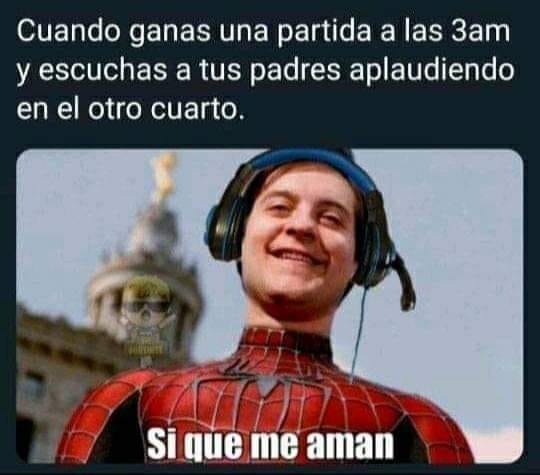 Cuando ganas una partida a las 3am
y escuchas a tus padres aplaudiendo
en el otro cuarto.
Si que me aman